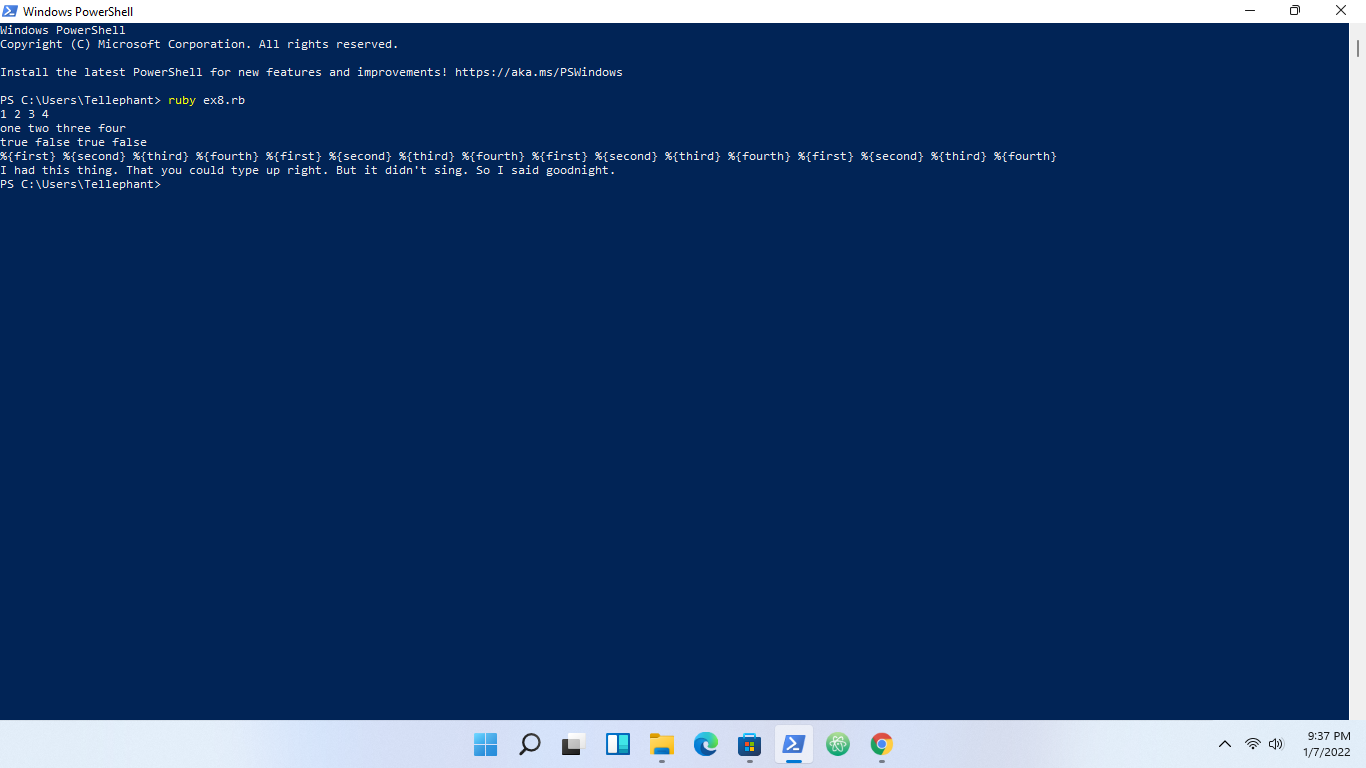 Windows PowerShell
Windows PowerShell
Copyright (C) Microsoft Corporation. All rights reserved.
Install the latest PowerShell for new features and improvements! https://aka.ms/PSWindows
PS C:\Users\Tellephant> ruby ex8.rb
1 2 3 4
one two three four
true false true false
%{first} %{second} %{third} %{fourth} %{first} %{second} %{third} %{fourth} %{first} %{second} %{third} %{fourth} %{first} %{second} %{third} %{fourth}
I had this thing. That you could type up right. But it didn't sing. So I said goodnight.
PS C:\Users\Tellephant>
9:37 PM
1/7/2022